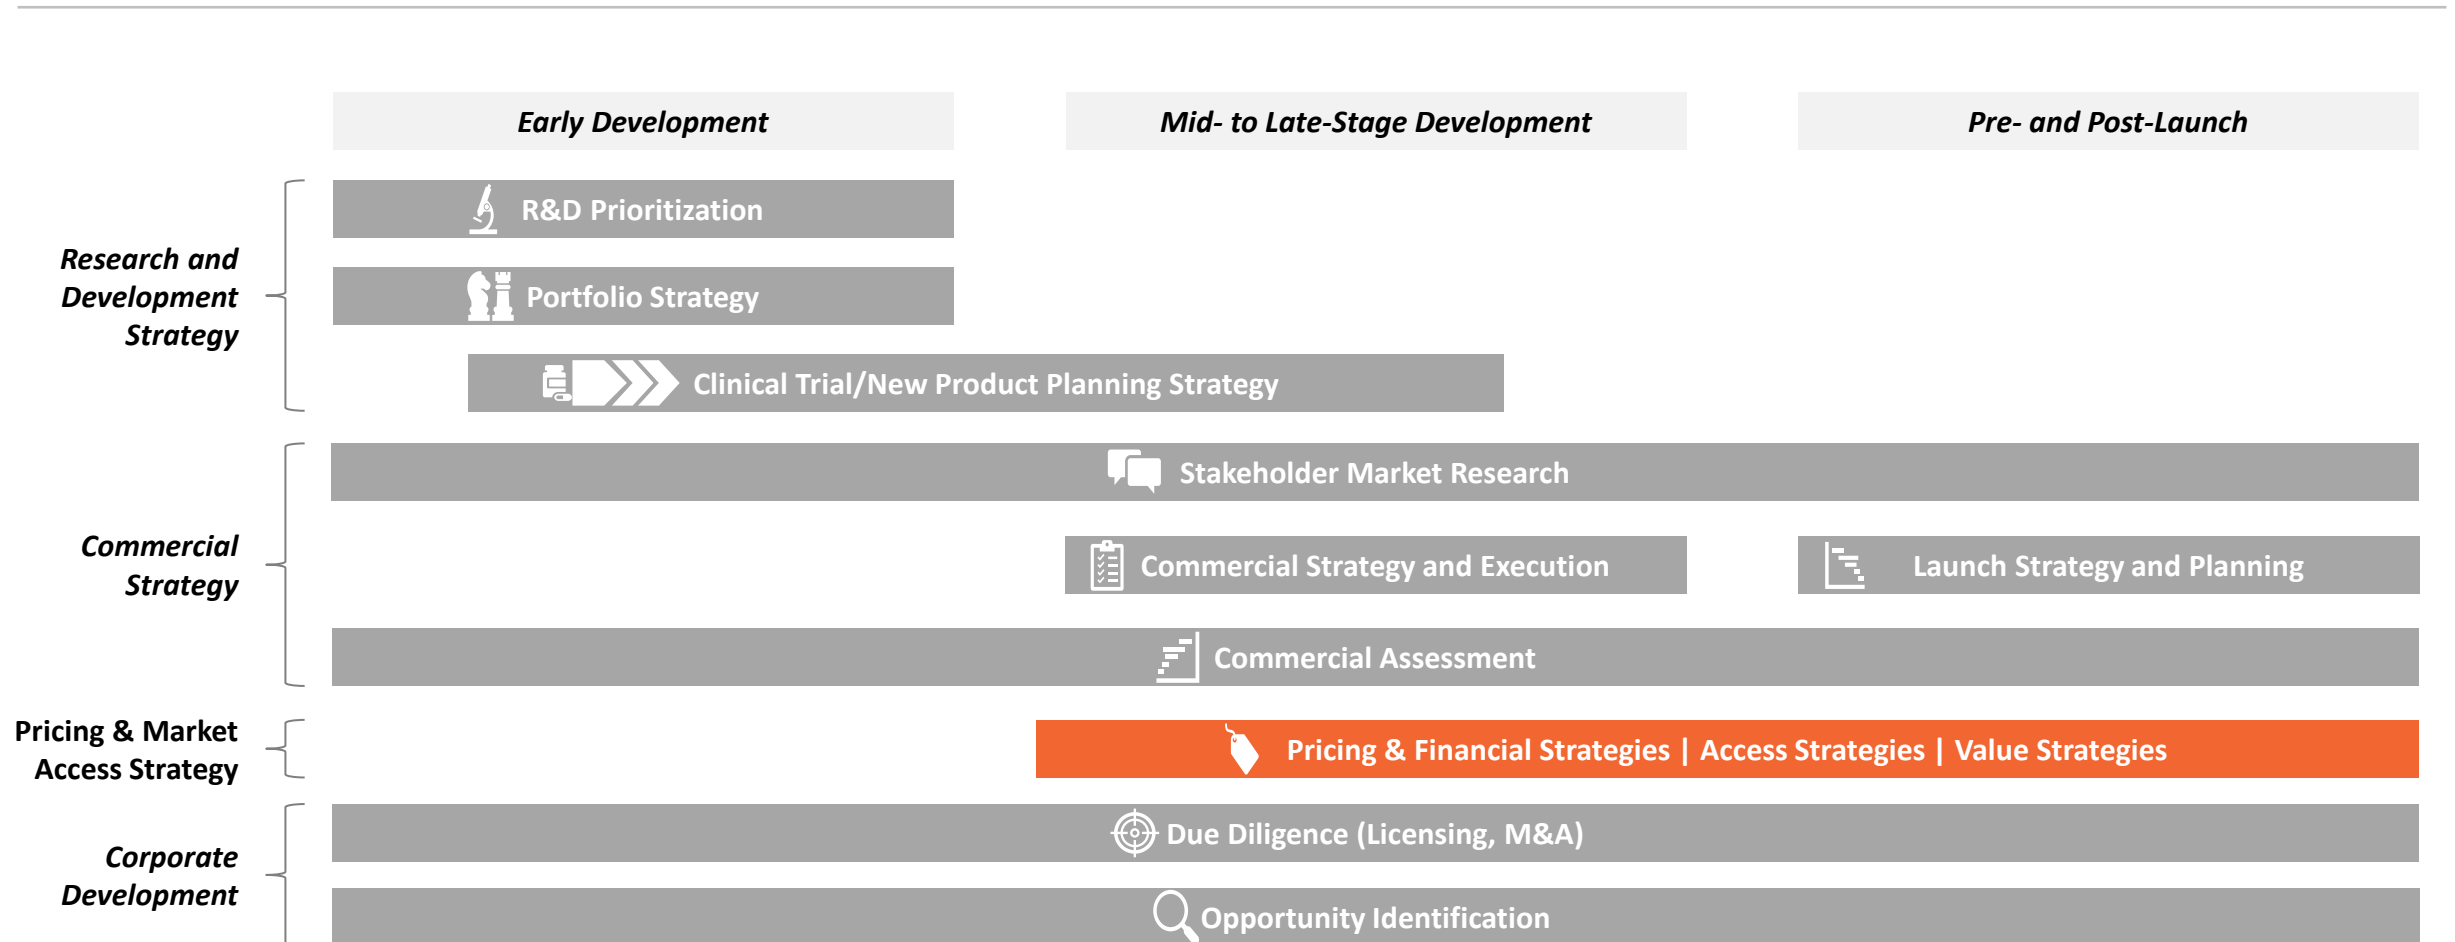 Early Development
Mid- to Late-Stage Development
Pre- and Post-Launch
Research and
Development
Strategy
R&D Prioritization
Portfolio Strategy
Clinical Trial/New Product Planning Strategy
Commercial
Strategy
Stakeholder Market Research
Commercial Strategy and Execution
Launch Strategy and Planning
Commercial Assessment
Pricing & Market
Access Strategy
Pricing & Financial Strategies | Access Strategies | Value Strategies
Corporate
Development
Due Diligence (Licensing, M&A)
Opportunity Identification